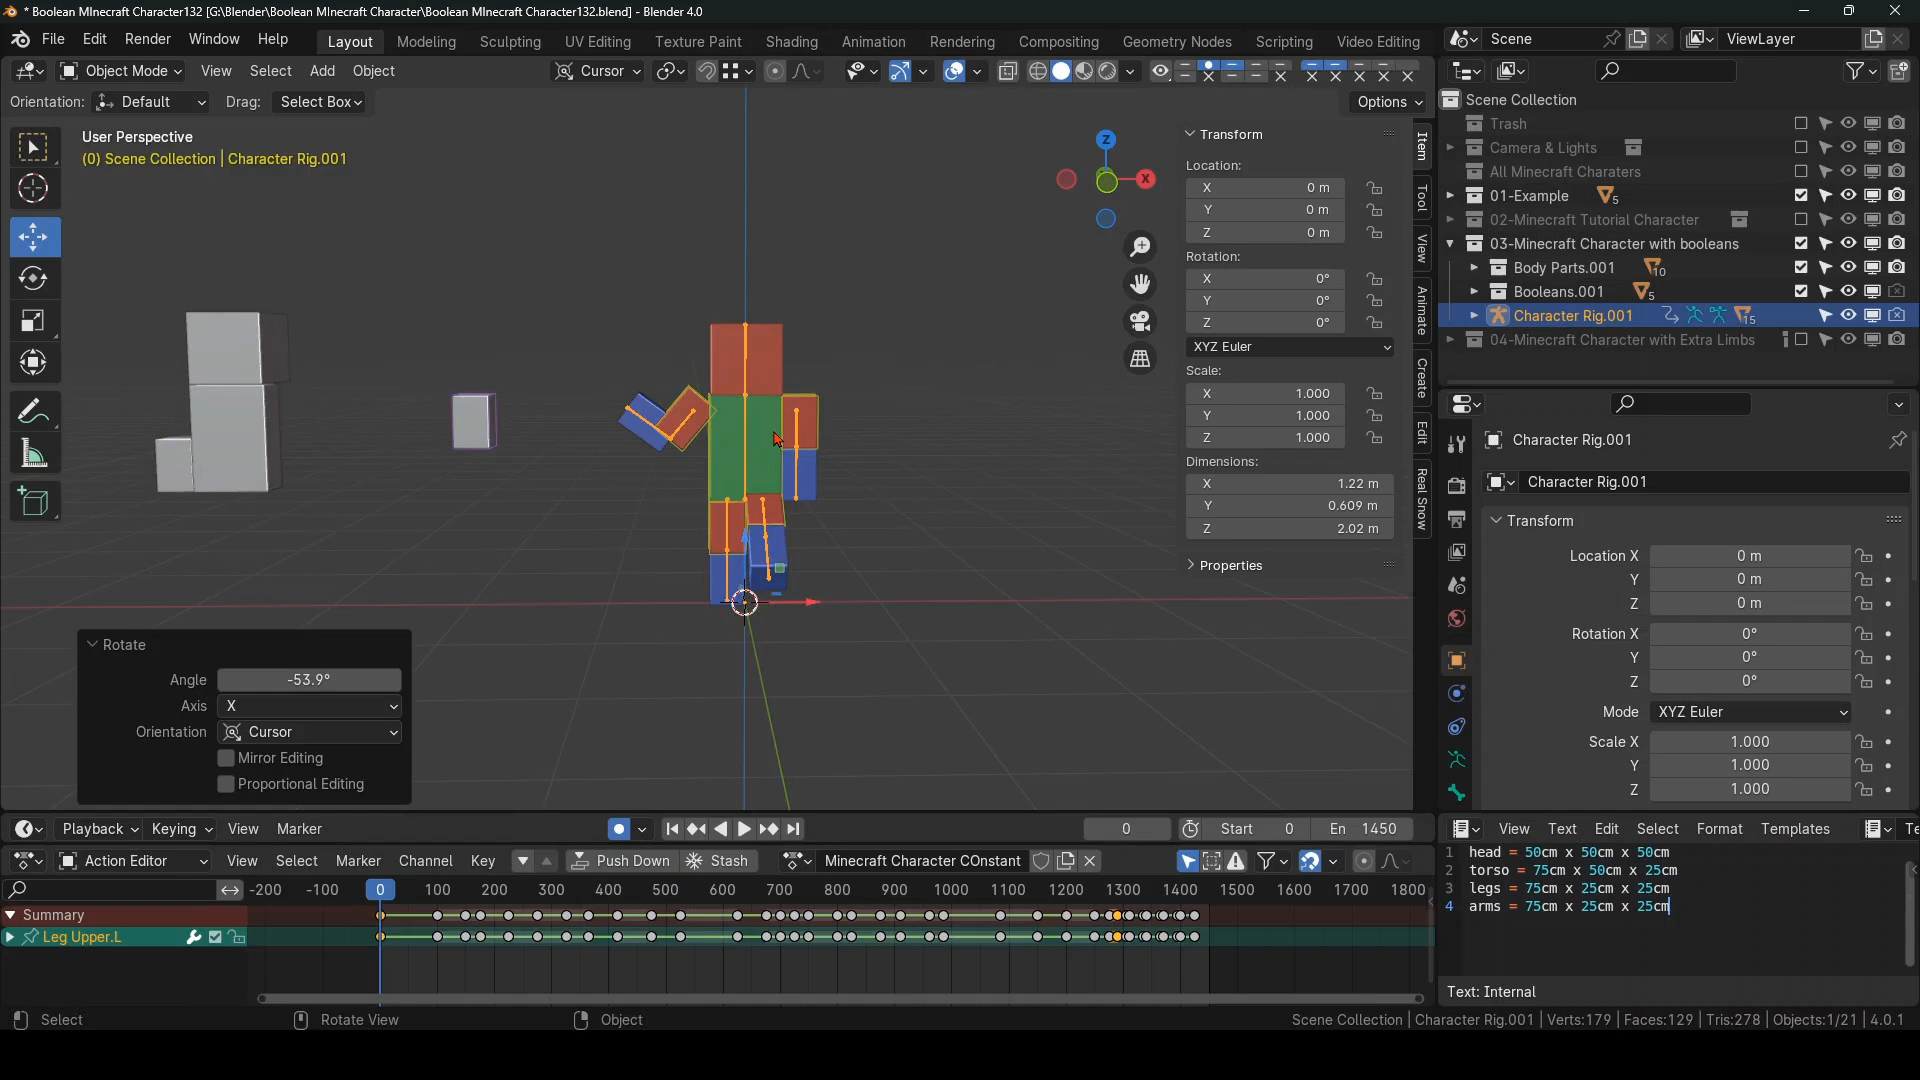 * Boolean MInecraft Character132 [G:\Blender\Boolean MInecraft Character\Boolean MInecraft Character132.blend] - Blender 4.0
File Edit Render Window Help
Layout Modeling Sculpting UV Editing Texture Paint Shading Animation Rendering Compositing Geometry Nodes Scripting Video Editing
Scene
ViewLayer
Object Mode View Select Add Object
Cursor
Orientation: Default Drag: Select Box
Options
User Perspective
(0) Scene Collection | Character Rig.001
Z
X
Transform
Location:
X 0 m
Y 0 m
Z 0 m
Rotation:
X 0°
Y 0°
Z 0°
XYZ Euler
Scale:
X 1.000
Y 1.000
Z 1.000
Dimensions:
X 1.22 m
Y 0.609 m
Z 2.02 m
Properties
Item
Tool
View
Animate
Create
Edit
Real Snow
Scene Collection
Trash
Camera & Lights
All Minecraft Charaters
01-Example 5
02-Minecraft Tutorial Character
03-Minecraft Character with booleans
Body Parts.001 10
Booleans.001 5
Character Rig.001 15
04-Minecraft Character with Extra Limbs
Character Rig.001
Character Rig.001
Transform
Location X 0 m
Y 0 m
Z 0 m
Rotation X 0°
Y 0°
Z 0°
Mode XYZ Euler
Scale X 1.000
Y 1.000
Z 1.000
Rotate
Angle -53.9°
Axis X
Orientation Cursor
Mirror Editing
Proportional Editing
Playback Keying View Marker
0 Start 0 En 1450
Action Editor View Select Marker Channel Key Push Down Stash Minecraft Character COnstant
-200 -100 0 100 200 300 400 500 600 700 800 900 1000 1100 1200 1300 1400 1500 1600 1700 1800
Summary
Leg Upper.L
View Text Edit Select Format Templates Te
1 head = 50cm x 50cm x 50cm
2 torso = 75cm x 50cm x 25cm
3 legs = 75cm x 25cm x 25cm
4 arms = 75cm x 25cm x 25cm
Text: Internal
Select Rotate View Object
Scene Collection | Character Rig.001 | Verts:179 | Faces:129 | Tris:278 | Objects:1/21 | 4.0.1